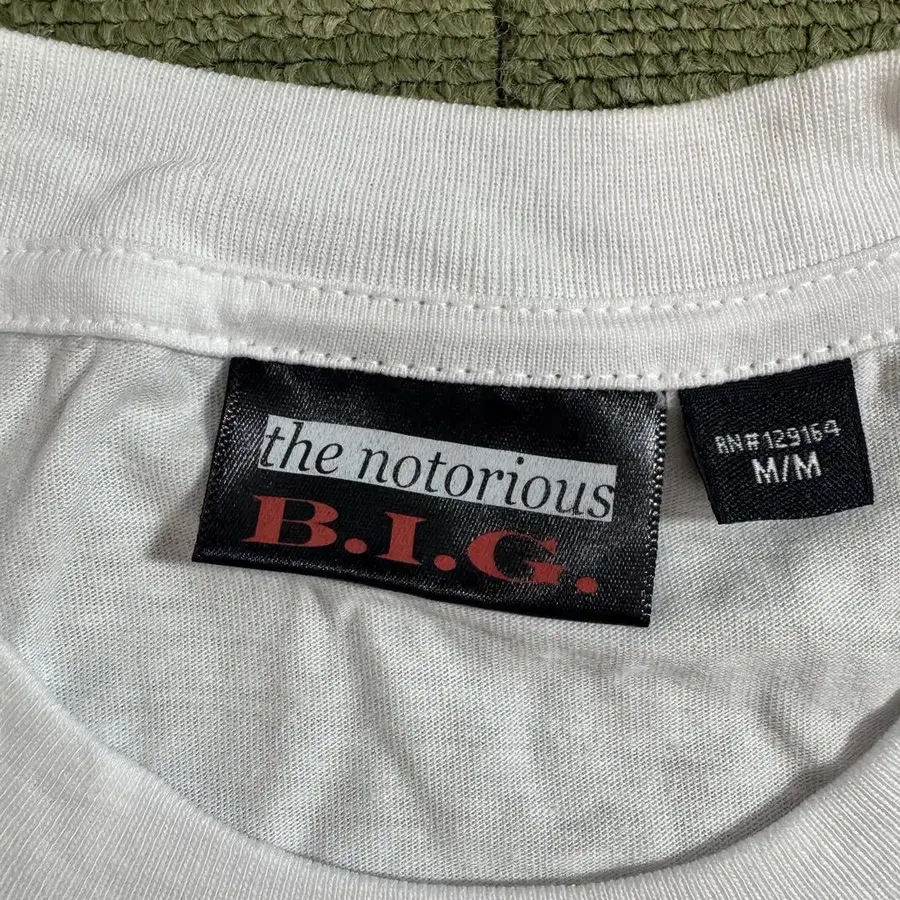 the notorious
B.I.G.
RN#129164
M/M